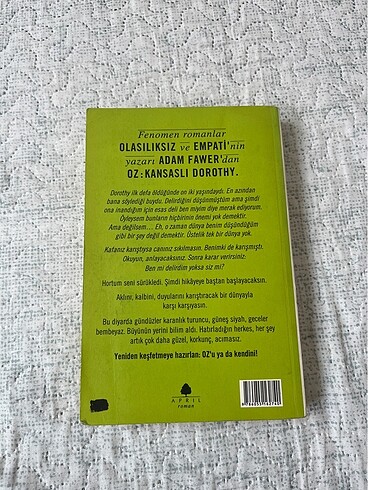 Fenomen romanlar
OLASILIKSIZ ve EMPATİ'nin
yazarı ADAM FAWER'dan
OZ: KANSASLI DOROTHY.
Dorothy ilk defa öldüğünde on iki yaşındaydı: En azından
bana söylediği buydu. Delirdiğini düşünmüştüm ama şimdi
ona inandığım için esas deli ben miyim diye merak ediyorum.
Öyleysem bunların hiçbirinin önemi yok demektir.
Ama değilsem... Eh, o zaman dünya benim düşündüğüm
gibi bir şey değil demektir. Üstelik tek bir dünya yok.
Kafanız karıştıysa canınız sıkılmasın. Benimki de karışmıştı.
Okuyun, anlayacaksınız. Sonra karar verirsiniz:
Ben mi delirdim yoksa siz mi?
Hortum seni sürükledi. Şimdi hikâyeye baştan başlayacaksın.
Aklını, kalbini, duyularını karıştıracak bir dünyayla
karşı karşıyasın.
Bu diyarda gündüzler karanlık turuncu, güneş siyah, geceler
bembeyaz. Büyünün yerini bilim aldı. Hatırladığın herkes, her şey
artık çok daha güzel, korkunç, acımasız.
Yeniden keşfetmeye hazırlan: OZ'u ya da kendini!
APRIL
roman